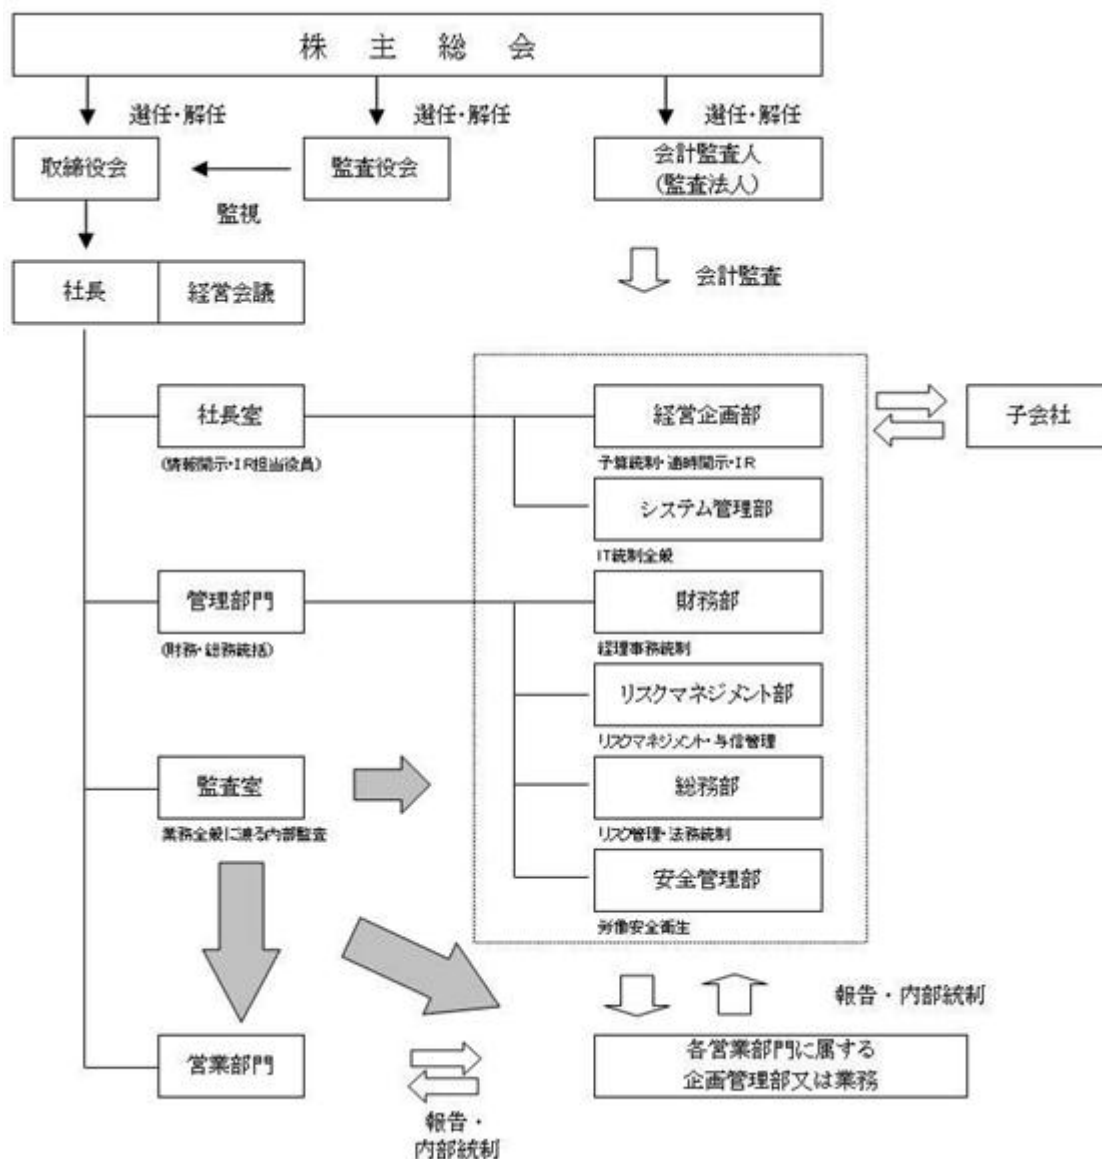 株主総会
選任・解任
選任・解任
選任・解任
取締役会
監査役会
会計監査人
(監査法人)
監視
社長
経営会議
会計監査
社長室
経営企画部
子会社
(情報開示・IR担当役員)
予算統制・適時開示・IR
システム管理部
IT統制全般
管理部門
財務部
(財務・総務統括)
経理事務統制
リスクマネジメント部
リスクマネジメント・与信管理
監査室
総務部
業務全般に渡る内部監査
リスク管理・法務統制
安全管理部
労働安全衛生
報告・内部統制
営業部門
各営業部門に属する
企画管理部又は業務
報告・
内部統制